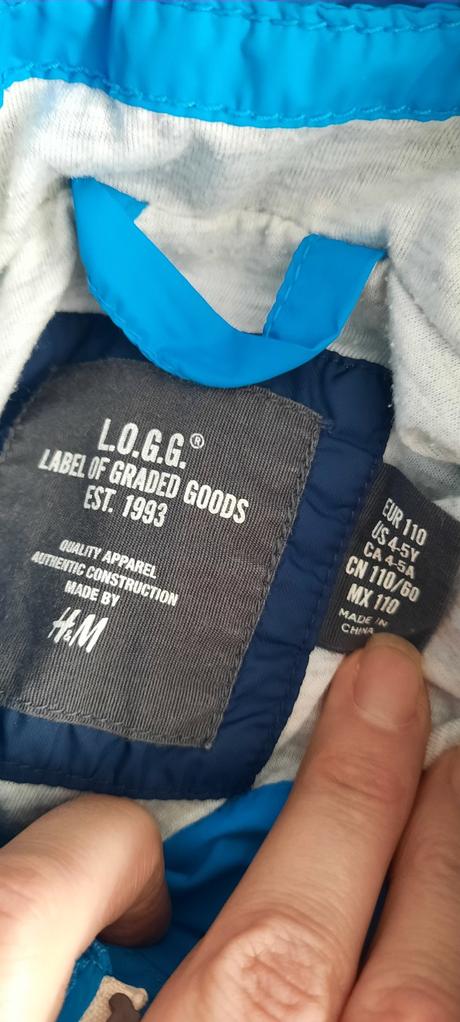 L.O.G.G.®
LABEL OF GRADED GOODS
EST. 1993
QUALITY APPAREL
AUTHENTIC CONSTRUCTION
MADE BY
H&M
EUR 110
US 4-5Y
CA 4-5A
CN 110/60
MX 110
MADE IN
CHINA